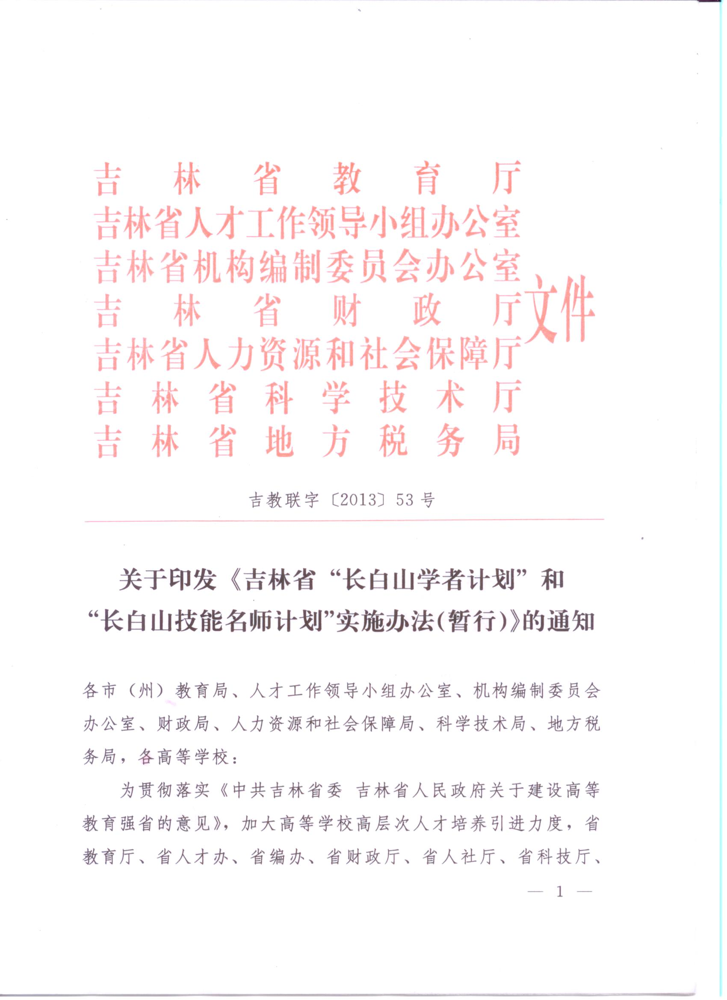 吉林省教育厅
吉林省人才工作领导小组办公室
吉林省机构编制委员会办公室
吉林省财政厅
文件
吉林省人力资源和社会保障厅
吉林省科学技术厅
吉林省地方税务局
吉教联字〔2013〕53号
关于印发《吉林省“长白山学者计划”和
“长白山技能名师计划”实施办法(暂行)》的通知
各市（州）教育局、人才工作领导小组办公室、机构编制委员会
办公室、财政局、人力资源和社会保障局、科学技术局、地方税
务局，各高等学校：
为贯彻落实《中共吉林省委 吉林省人民政府关于建设高等
教育强省的意见》，加大高等学校高层次人才培养引进力度，省
教育厅、省人才办、省编办、省财政厅、省人社厅、省科技厅、
— 1 —